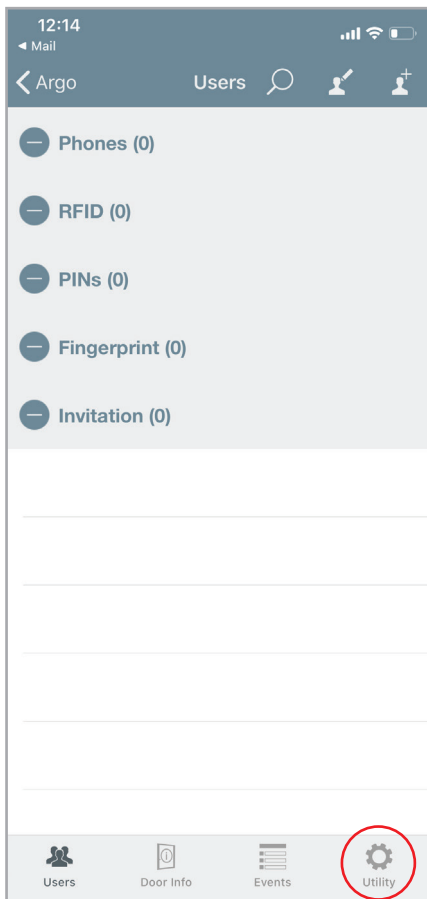 12:14
◀ Mail
Argo Users
Phones (0)
RFID (0)
PINs (0)
Fingerprint (0)
Invitation (0)
Users Door Info Events Utility